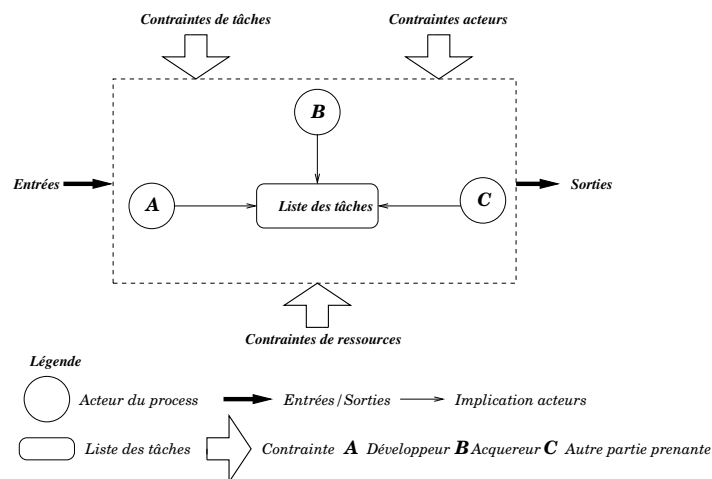 Contraintes de tâches
Contraintes acteurs
B
Entrées
A
Liste des tâches
C
Sorties
Contraintes de ressources
Légende
Acteur du process
Entrées/Sorties
Implication acteurs
Liste des tâches
Contrainte A Développeur B Acquereur C Autre partie prenante